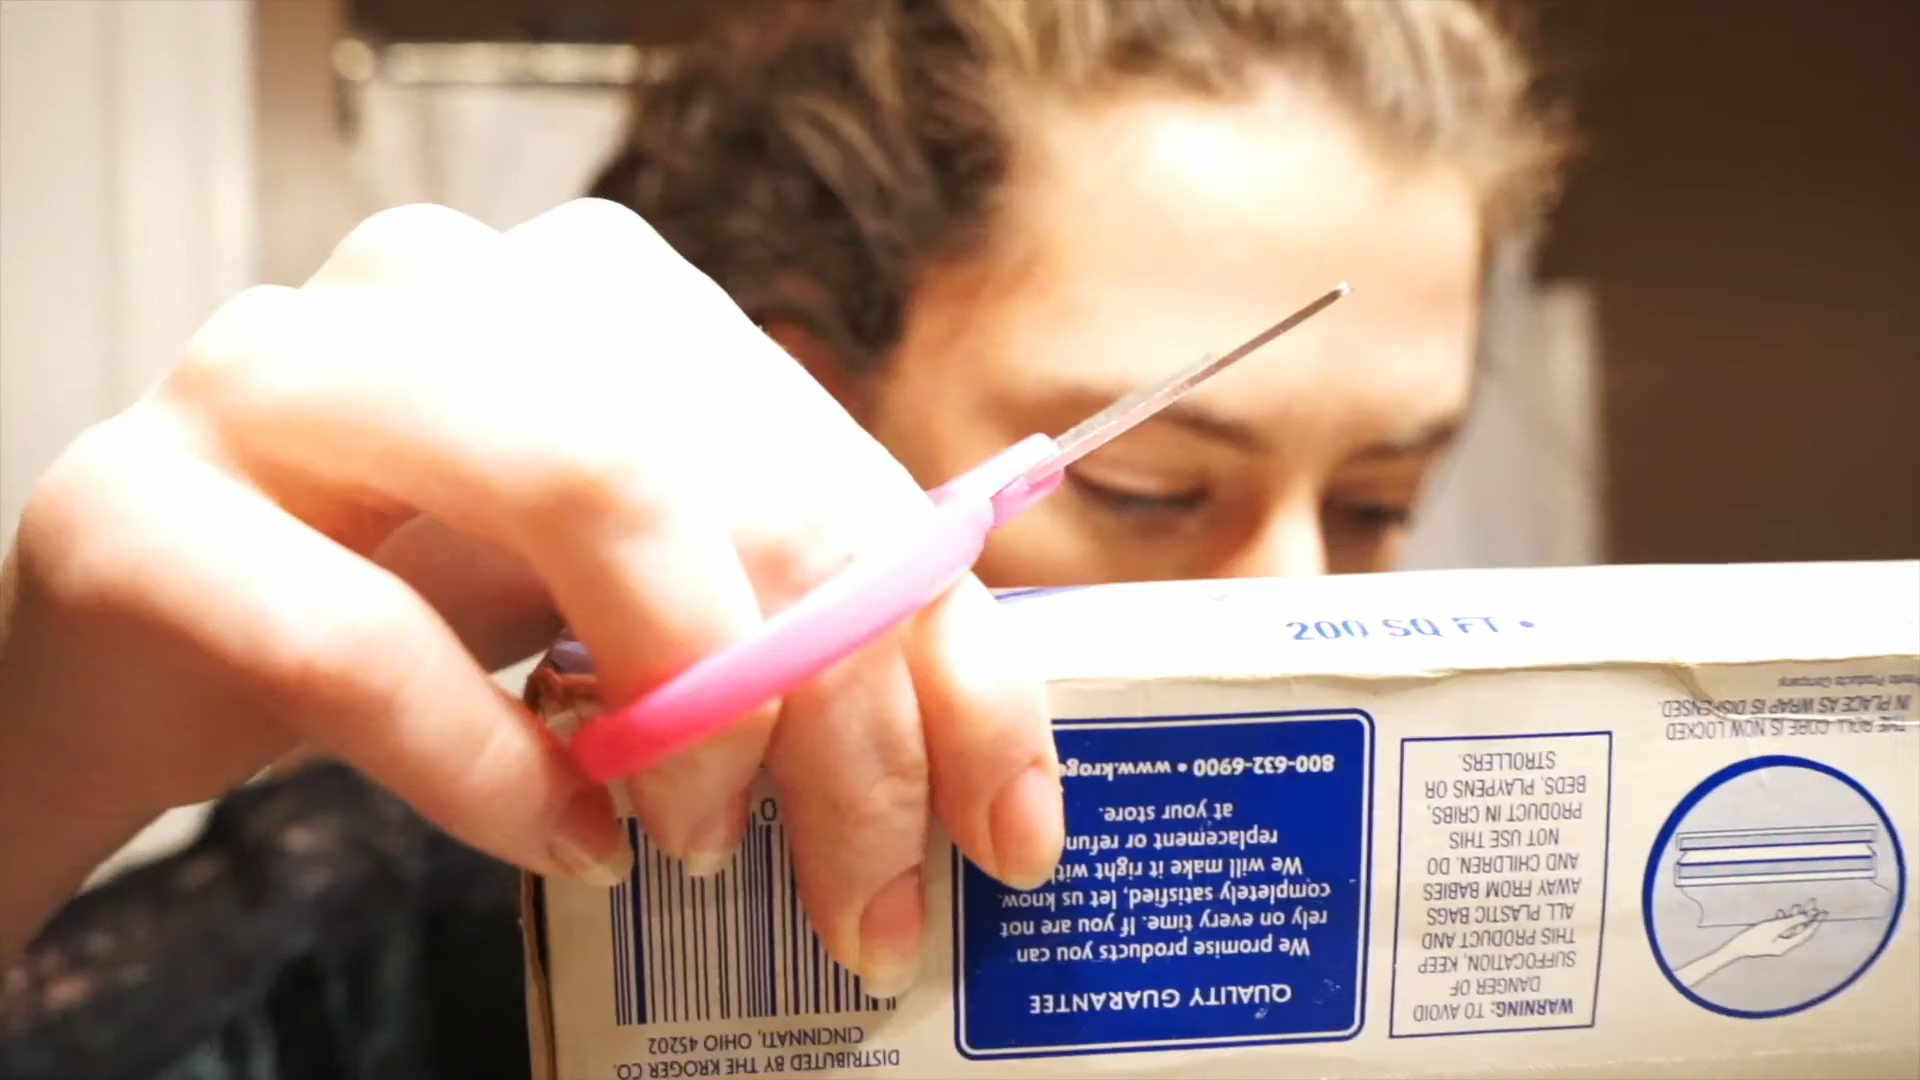 200 SQ FT •
QUALITY GUARANTEE
We promise products you can
rely on every time. If you are not
completely satisfied, let us know.
We will make it right with
replacement or
at your store.
800-632-6900 •
WARNING: TO AVOID
DANGER OF
SUFFOCATION, KEEP
THIS PRODUCT AND
ALL PLASTIC BAGS
AWAY FROM BABIES
AND CHILDREN. DO
NOT USE THIS
PRODUCT IN CRIBS,
BEDS, PLAYPENS OR
STROLLERS.
THE ROLL CORE IS NOW LOCKED
IN PLACE AS WRAP IS DISPENSED.
Presto Products Company
DISTRIBUTED BY THE KROGER CO.
CINCINNATI, OHIO 45202
0